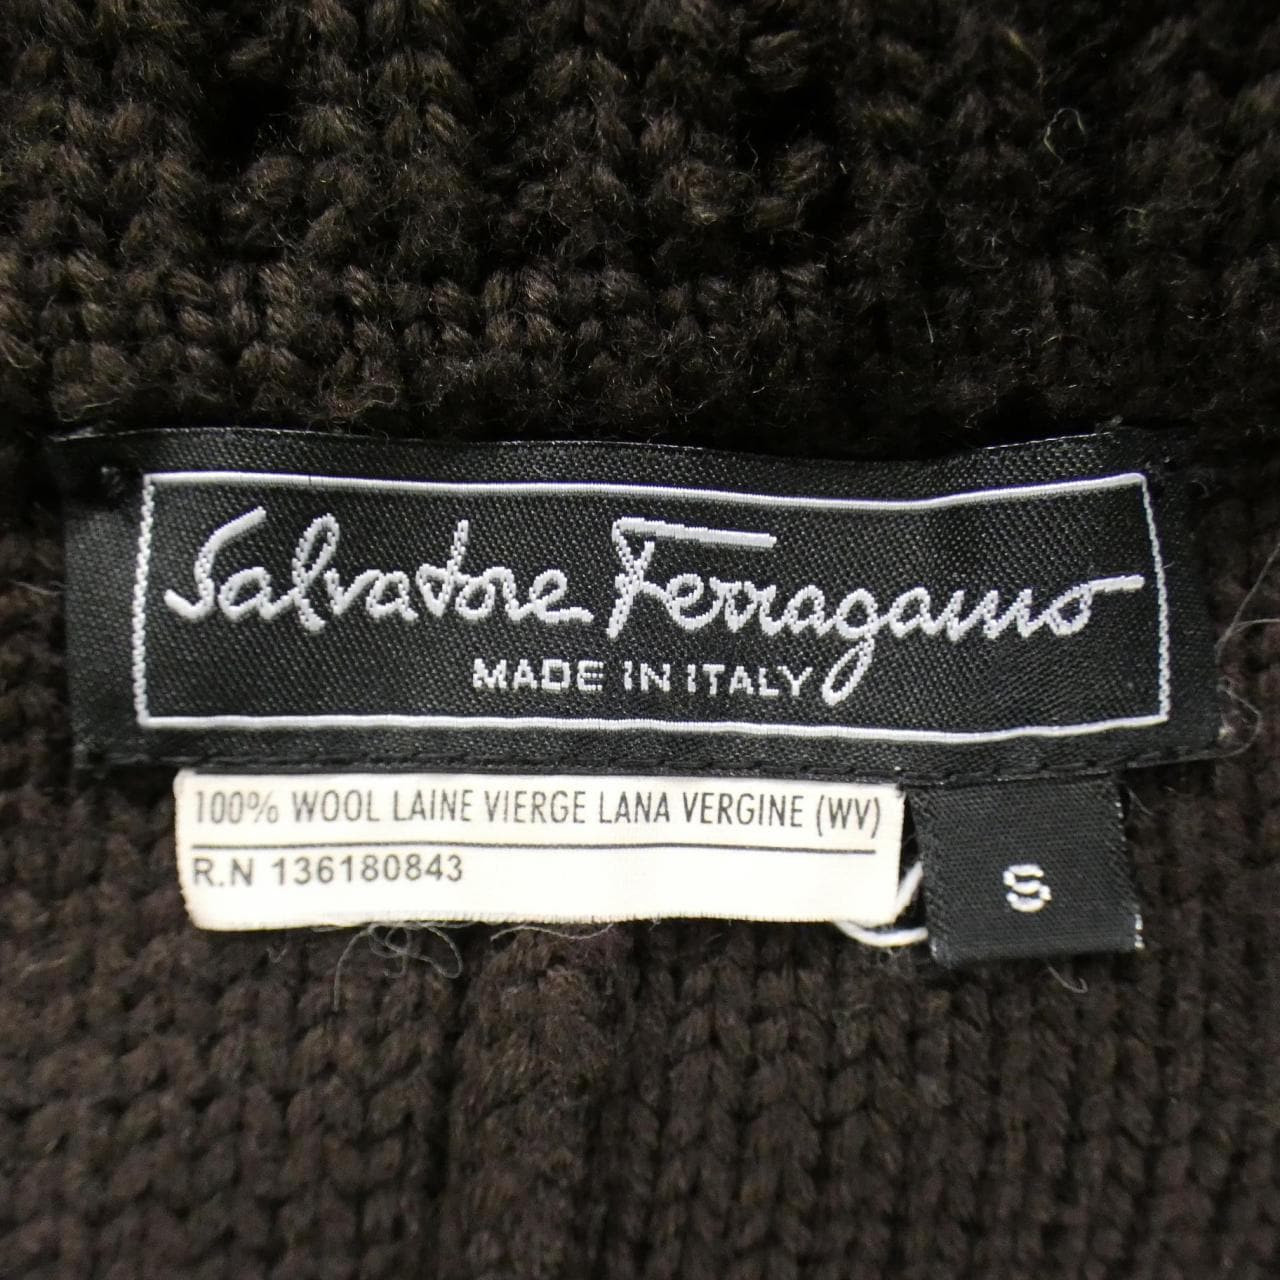 Salvatore Ferragamo
MADE IN ITALY
100% WOOL LAINE VIERGE LANA VERGINE (WV)
R.N 136180843
S